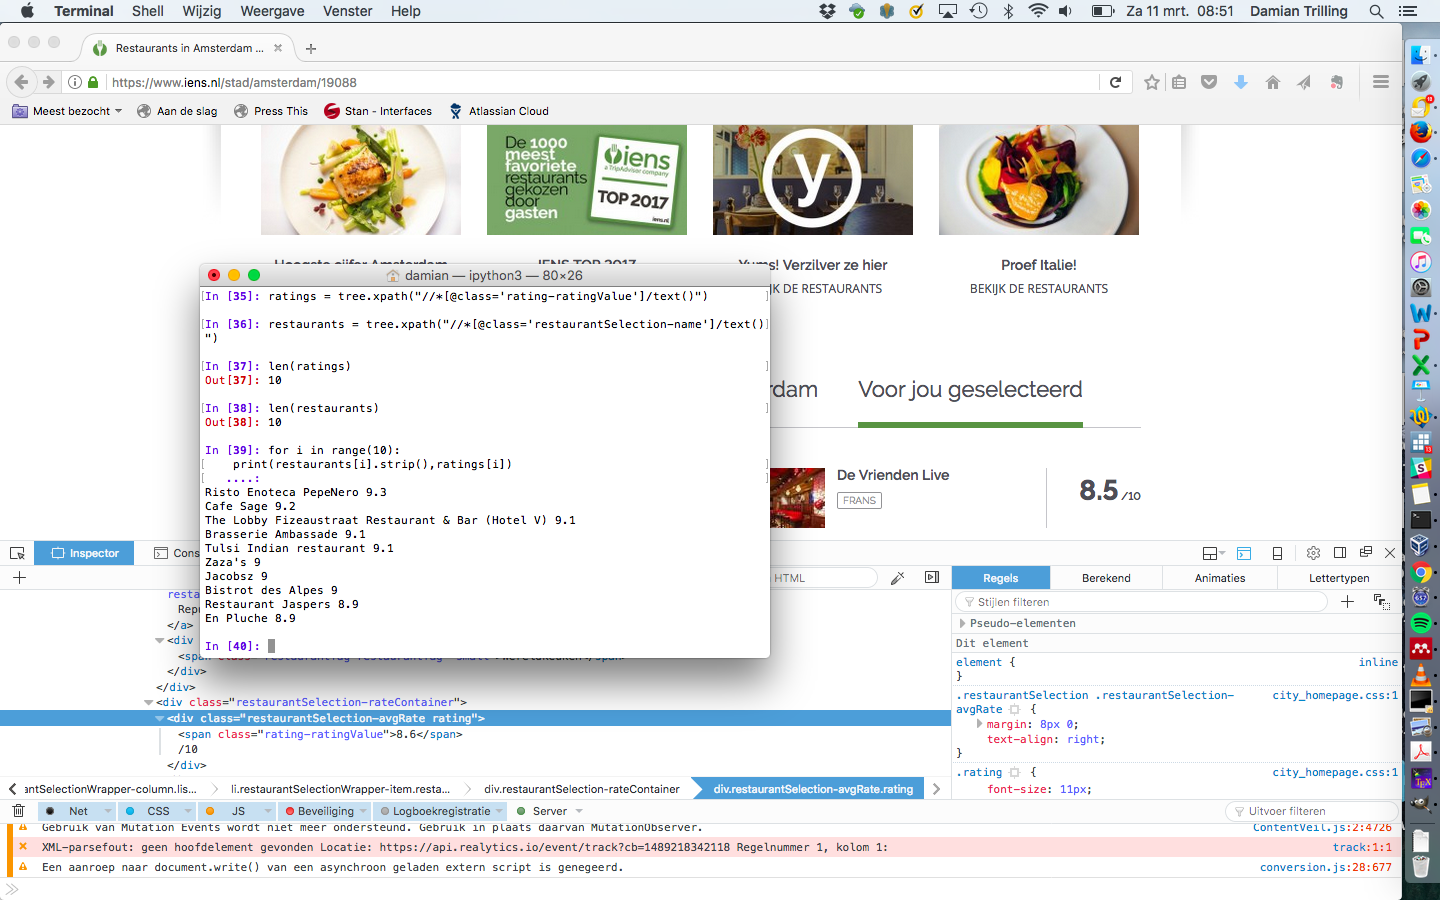 Terminal Shell Wijzig Weergave Venster Help Za 11 mrt. 08:51 Damian Trilling
Restaurants in Amsterdam ...
https://www.iens.nl/stad/amsterdam/19088
Meest bezocht Aan de slag Press This Stan - Interfaces Atlassian Cloud
De 1000
meest
favoriete
restaurants
gekozen
door
gasten
iens
a TripAdvisor company
TOP 2017
iens.nl
y
Yums! Verzilver ze hier
Proef Italië!
JK DE RESTAURANTS
BEKIJK DE RESTAURANTS
damian — ipython3 — 80×26
In [35]: ratings = tree.xpath("//*[@class='rating-ratingValue']/text()")
In [36]: restaurants = tree.xpath("//*[@class='restaurantSelection-name']/text()
")
In [37]: len(ratings)
Out[37]: 10
In [38]: len(restaurants)
Out[38]: 10
In [39]: for i in range(10):
print(restaurants[i].strip(),ratings[i])
....:
Risto Enoteca PepeNero 9.3
Cafe Sage 9.2
The Lobby Fizeaustraat Restaurant & Bar (Hotel V) 9.1
Brasserie Ambassade 9.1
Tulsi Indian restaurant 9.1
Zaza's 9
Jacobsz 9
Bistrot des Alpes 9
Restaurant Jaspers 8.9
En Pluche 8.9
In [40]:
rdam Voor jou geselecteerd
De Vrienden Live
FRANS
8.5 /10
Inspector Cons
HTML
resta
Repu
</a>
<div
<span
</div>
</div>
<div class="restaurantSelection-rateContainer">
<div class="restaurantSelection-avgRate rating">
<span class="rating-ratingValue">8.6</span>
/10
</div>
Regels Berekend Animaties Lettertypen
Stijlen filteren
Pseudo-elementen
Dit element
element { inline
}
.restaurantSelection .restaurantSelection- city_homepage.css:1
avgRate {
margin: 8px 0;
text-align: right;
}
.rating { city_homepage.css:1
font-size: 11px;
antSelectionWrapper-column.lis... li.restaurantSelectionWrapper-item.resta... div.restaurantSelection-rateContainer div.restaurantSelection-avgRate.rating
Net CSS JS Beveiliging Logboekregistratie Server Uitvoer filteren
Gebruik van Mutation Events wordt niet meer ondersteund. Gebruik in plaats daarvan MutationObserver. ContentVeil.js:2:4726
XML-parsefout: geen hoofdelement gevonden Locatie: https://api.realytics.io/event/track?cb=1489218342118 Regelnummer 1, kolom 1: track:1:1
Een aanroep naar document.write() van een asynchroon geladen extern script is genegeerd. conversion.js:28:677